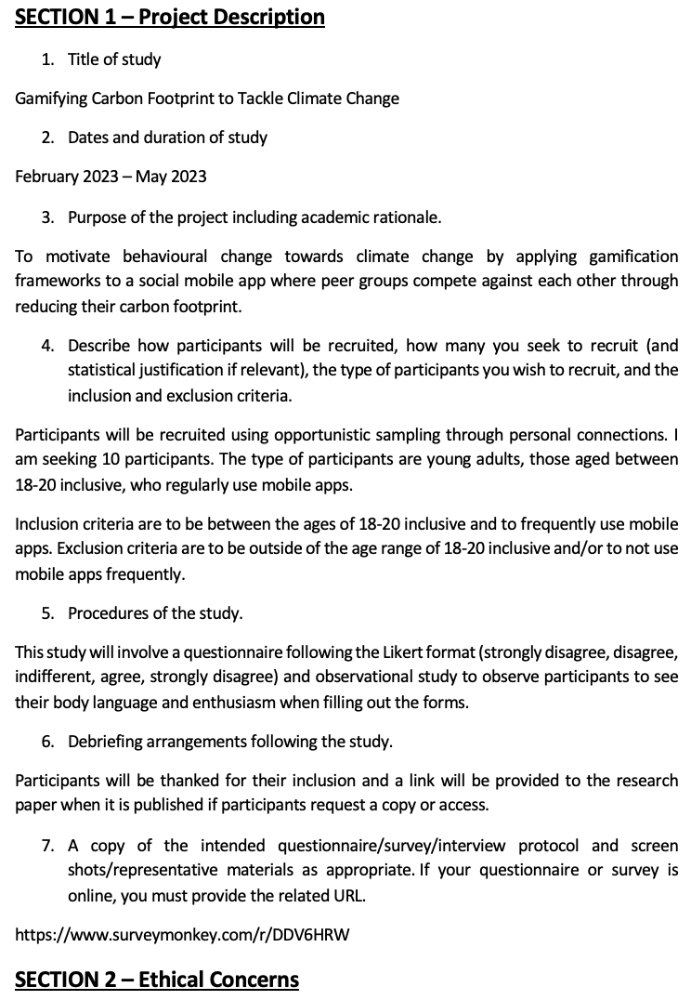 SECTION 1 – Project Description
1. Title of study
Gamifying Carbon Footprint to Tackle Climate Change
2. Dates and duration of study
February 2023 – May 2023
3. Purpose of the project including academic rationale.
To motivate behavioural change towards climate change by applying gamification
frameworks to a social mobile app where peer groups compete against each other through
reducing their carbon footprint.
4. Describe how participants will be recruited, how many you seek to recruit (and
statistical justification if relevant), the type of participants you wish to recruit, and the
inclusion and exclusion criteria.
Participants will be recruited using opportunistic sampling through personal connections. I
am seeking 10 participants. The type of participants are young adults, those aged between
18-20 inclusive, who regularly use mobile apps.
Inclusion criteria are to be between the ages of 18-20 inclusive and to frequently use mobile
apps. Exclusion criteria are to be outside of the age range of 18-20 inclusive and/or to not use
mobile apps frequently.
5. Procedures of the study.
This study will involve a questionnaire following the Likert format (strongly disagree, disagree,
indifferent, agree, strongly disagree) and observational study to observe participants to see
their body language and enthusiasm when filling out the forms.
6. Debriefing arrangements following the study.
Participants will be thanked for their inclusion and a link will be provided to the research
paper when it is published if participants request a copy or access.
7. A copy of the intended questionnaire/survey/interview protocol and screen
shots/representative materials as appropriate. If your questionnaire or survey is
online, you must provide the related URL.
https://www.surveymonkey.com/r/DDV6HRW
SECTION 2 – Ethical Concerns